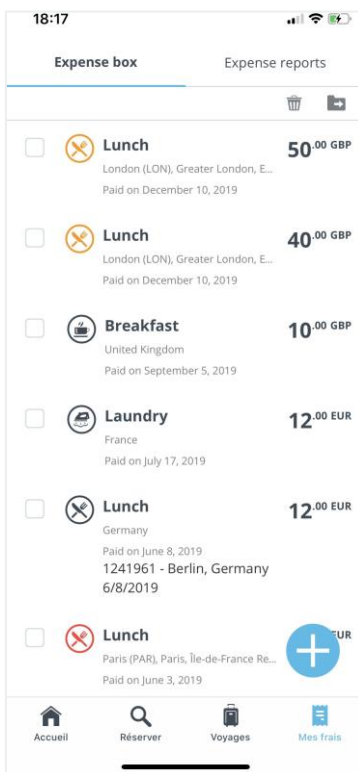 18:17
Expense box Expense reports
Lunch 50.00 GBP
London (LON), Greater London, E...
Paid on December 10, 2019
Lunch 40.00 GBP
London (LON), Greater London, E...
Paid on December 10, 2019
Breakfast 10.00 GBP
United Kingdom
Paid on September 5, 2019
Laundry 12.00 EUR
France
Paid on July 17, 2019
Lunch 12.00 EUR
Germany
Paid on June 8, 2019
1241961 - Berlin, Germany
6/8/2019
Lunch
Paris (PAR), Paris, Île-de-France Re...
Paid on June 3, 2019
Accueil Réserver Voyages Mes frais